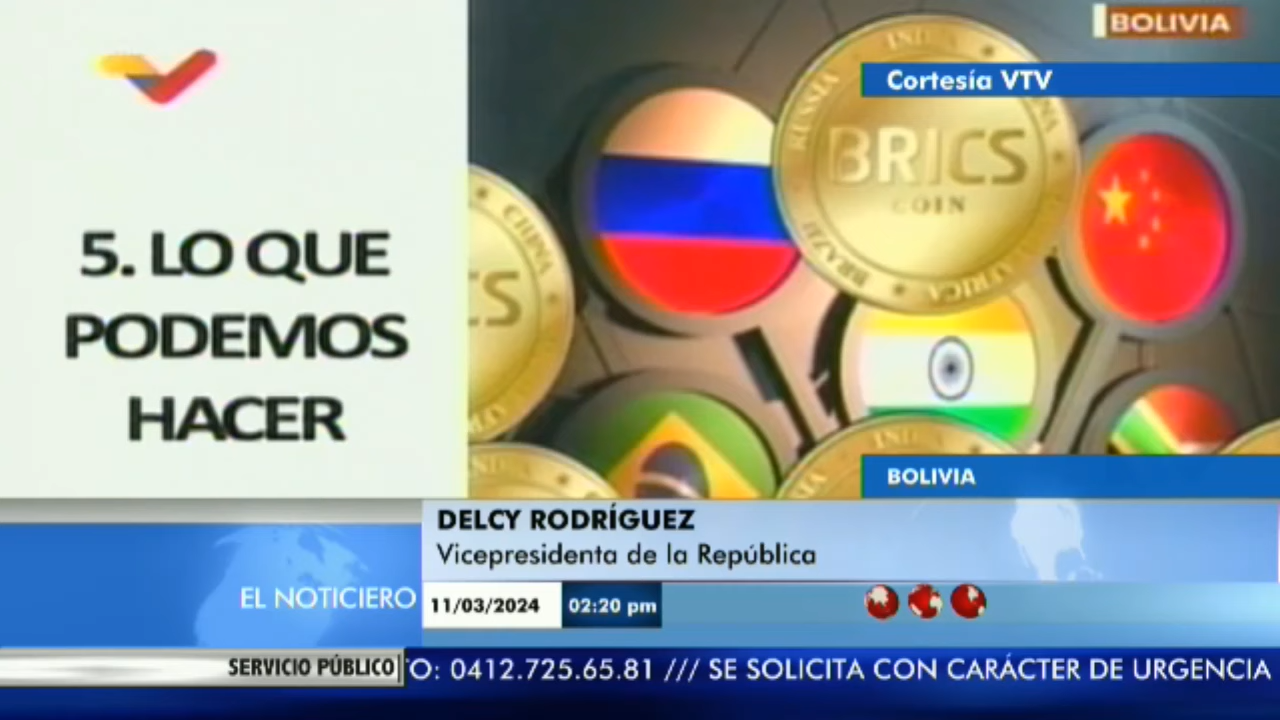 BOLIVIA
Cortesía VTV
5. LO QUE
PODEMOS
HACER
INDIA
RUSSIA
BRICS
COIN
BRAZIL
CHINA
BOLIVIA
DELCY RODRÍGUEZ
Vicepresidenta de la República
EL NOTICIERO
11/03/2024
02:20 pm
SERVICIO PÚBLICO
O: 0412.725.65.81 /// SE SOLICITA CON CARÁCTER DE URGENCIA